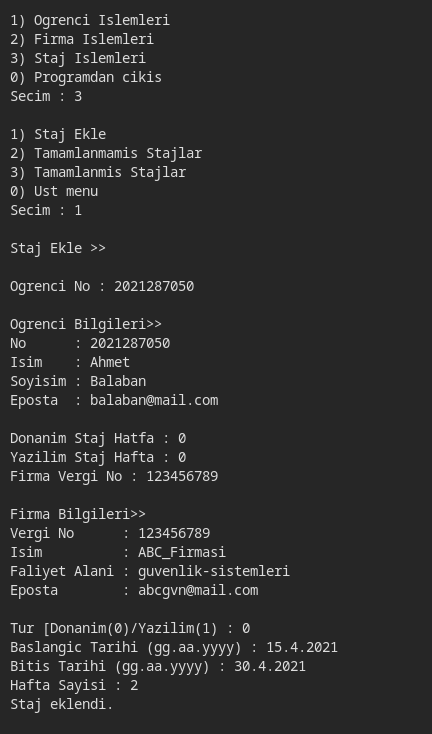 1) Ogrenci Islemleri
2) Firma Islemleri
3) Staj Islemleri
0) Programdan cikis
Secim : 3
1) Staj Ekle
2) Tamamlanmamis Stajlar
3) Tamamlanmis Stajlar
0) Ust menu
Secim : 1
Staj Ekle >>
Ogrenci No : 2021287050
Ogrenci Bilgileri>>
No      : 2021287050
Isim    : Ahmet
Soyisim : Balaban
Eposta  : balaban@mail.com
Donanim Staj Hatfa : 0
Yazilim Staj Hafta : 0
Firma Vergi No : 123456789
Firma Bilgileri>>
Vergi No      : 123456789
Isim          : ABC_Firmasi
Faliyet Alani : guvenlik-sistemleri
Eposta        : abcgvn@mail.com
Tur [Donanim(0)/Yazilim(1) : 0
Baslangic Tarihi (gg.aa.yyyy) : 15.4.2021
Bitis Tarihi (gg.aa.yyyy) : 30.4.2021
Hafta Sayisi : 2
Staj eklendi.